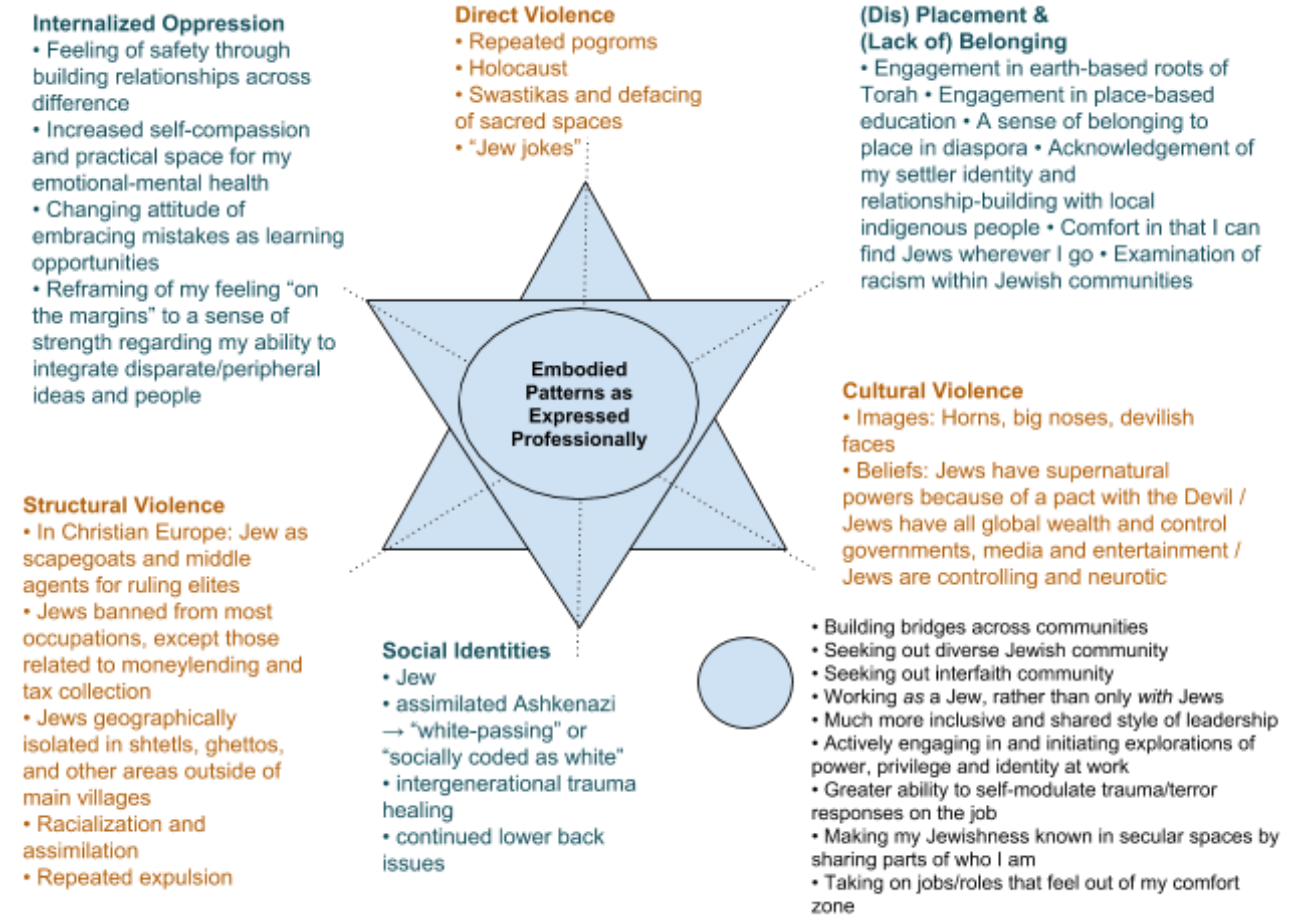 Internalized Oppression
• Feeling of safety through
building relationships across
difference
• Increased self-compassion
and practical space for my
emotional-mental health
• Changing attitude of
embracing mistakes as learning
opportunities
• Reframing of my feeling “on
the margins” to a sense of
strength regarding my ability to
integrate disparate/peripheral
ideas and people
Direct Violence
• Repeated pogroms
• Holocaust
• Swastikas and defacing
of sacred spaces
• “Jew jokes”
(Dis) Placement &
(Lack of) Belonging
• Engagement in earth-based roots of
Torah • Engagement in place-based
education • A sense of belonging to
place in diaspora • Acknowledgement of
my settler identity and
relationship-building with local
indigenous people • Comfort in that I can
find Jews wherever I go • Examination of
racism within Jewish communities
Embodied
Patterns as
Expressed
Professionally
Cultural Violence
• Images: Horns, big noses, devilish
faces
• Beliefs: Jews have supernatural
powers because of a pact with the Devil /
Jews have all global wealth and control
governments, media and entertainment /
Jews are controlling and neurotic
Structural Violence
• In Christian Europe: Jew as
scapegoats and middle
agents for ruling elites
• Jews banned from most
occupations, except those
related to moneylending and
tax collection
• Jews geographically
isolated in shtetls, ghettos,
and other areas outside of
main villages
• Racialization and
assimilation
• Repeated expulsion
Social Identities
• Jew
• assimilated Ashkenazi
→ “white-passing” or
“socially coded as white”
• intergenerational trauma
healing
• continued lower back
issues
• Building bridges across communities
• Seeking out diverse Jewish community
• Seeking out interfaith community
• Working as a Jew, rather than only with Jews
• Much more inclusive and shared style of leadership
• Actively engaging in and initiating explorations of
power, privilege and identity at work
• Greater ability to self-modulate trauma/terror
responses on the job
• Making my Jewishness known in secular spaces by
sharing parts of who I am
• Taking on jobs/roles that feel out of my comfort
zone